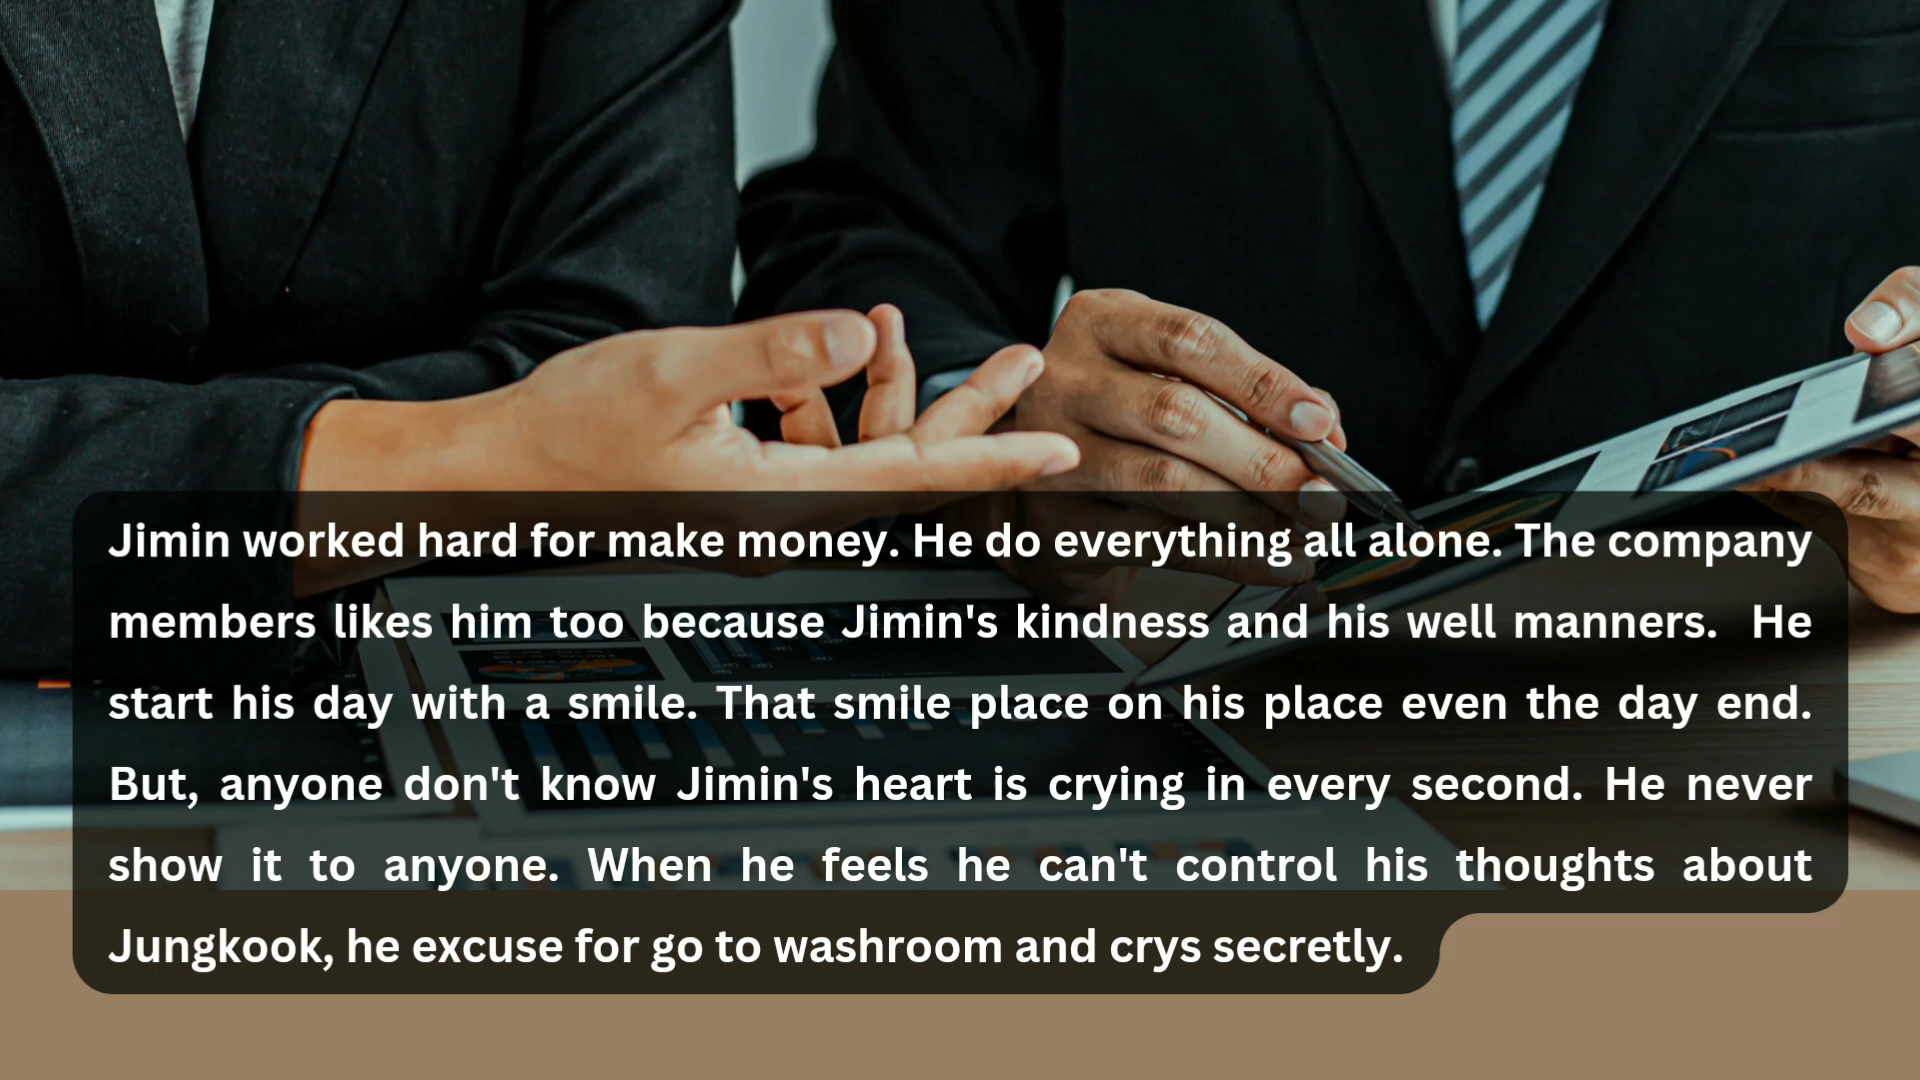 Jimin worked hard for make money. He do everything all alone. The company
members likes him too because Jimin's kindness and his well manners.  He
start his day with a smile. That smile place on his place even the day end.
But, anyone don't know Jimin's heart is crying in every second. He never
show it to anyone. When he feels he can't control his thoughts about
Jungkook, he excuse for go to washroom and crys secretly.